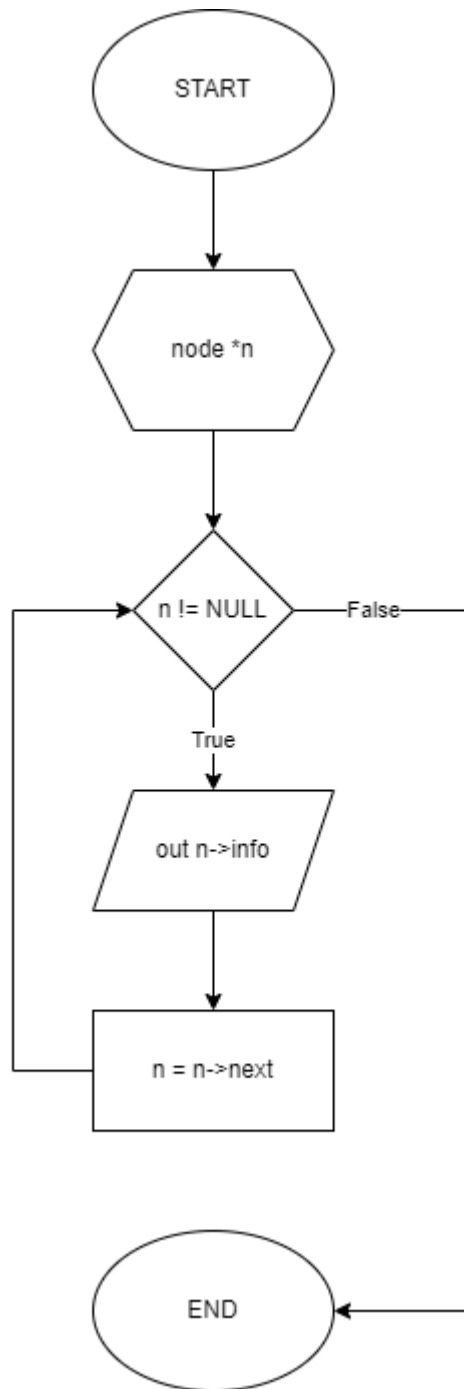 START
node *n
n != NULL
False
True
out n->info
n = n->next
END